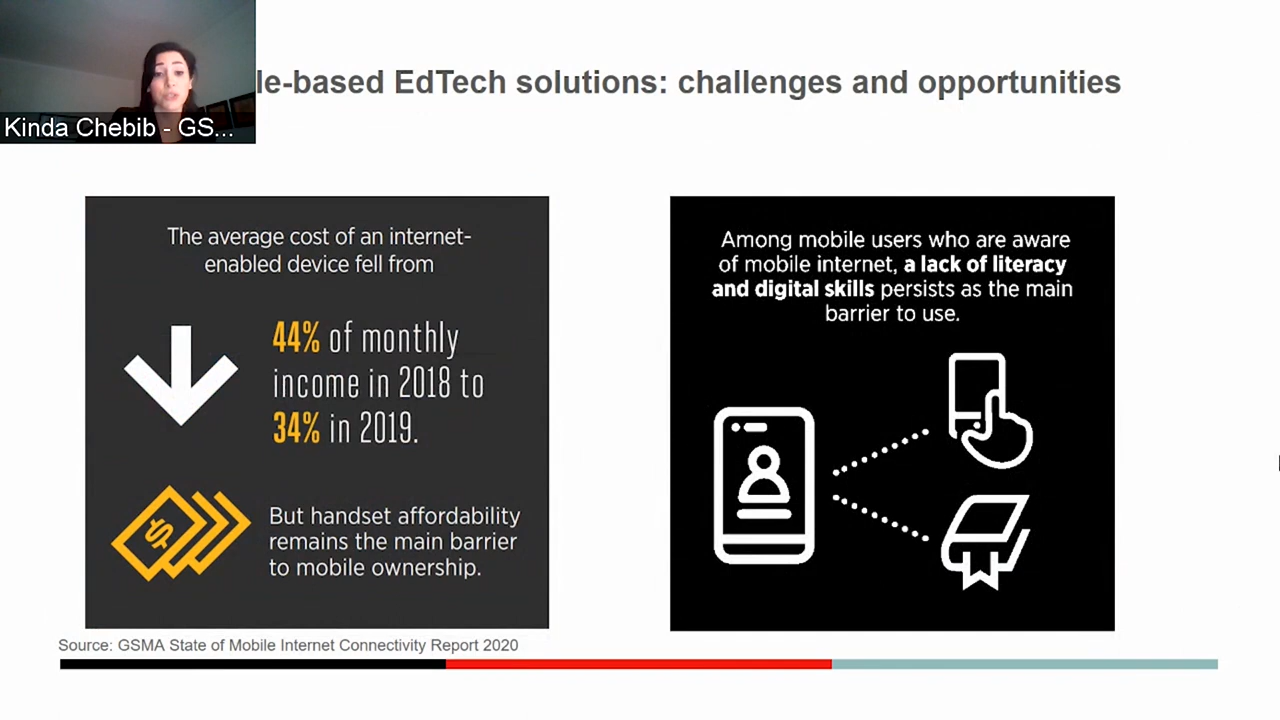 le-based EdTech solutions: challenges and opportunities
Kinda Chebib - GS...
The average cost of an internet-
enabled device fell from
44% of monthly
income in 2018 to
34% in 2019.
But handset affordability
remains the main barrier
to mobile ownership.
Among mobile users who are aware
of mobile internet, a lack of literacy
and digital skills persists as the main
barrier to use.
Source: GSMA State of Mobile Internet Connectivity Report 2020